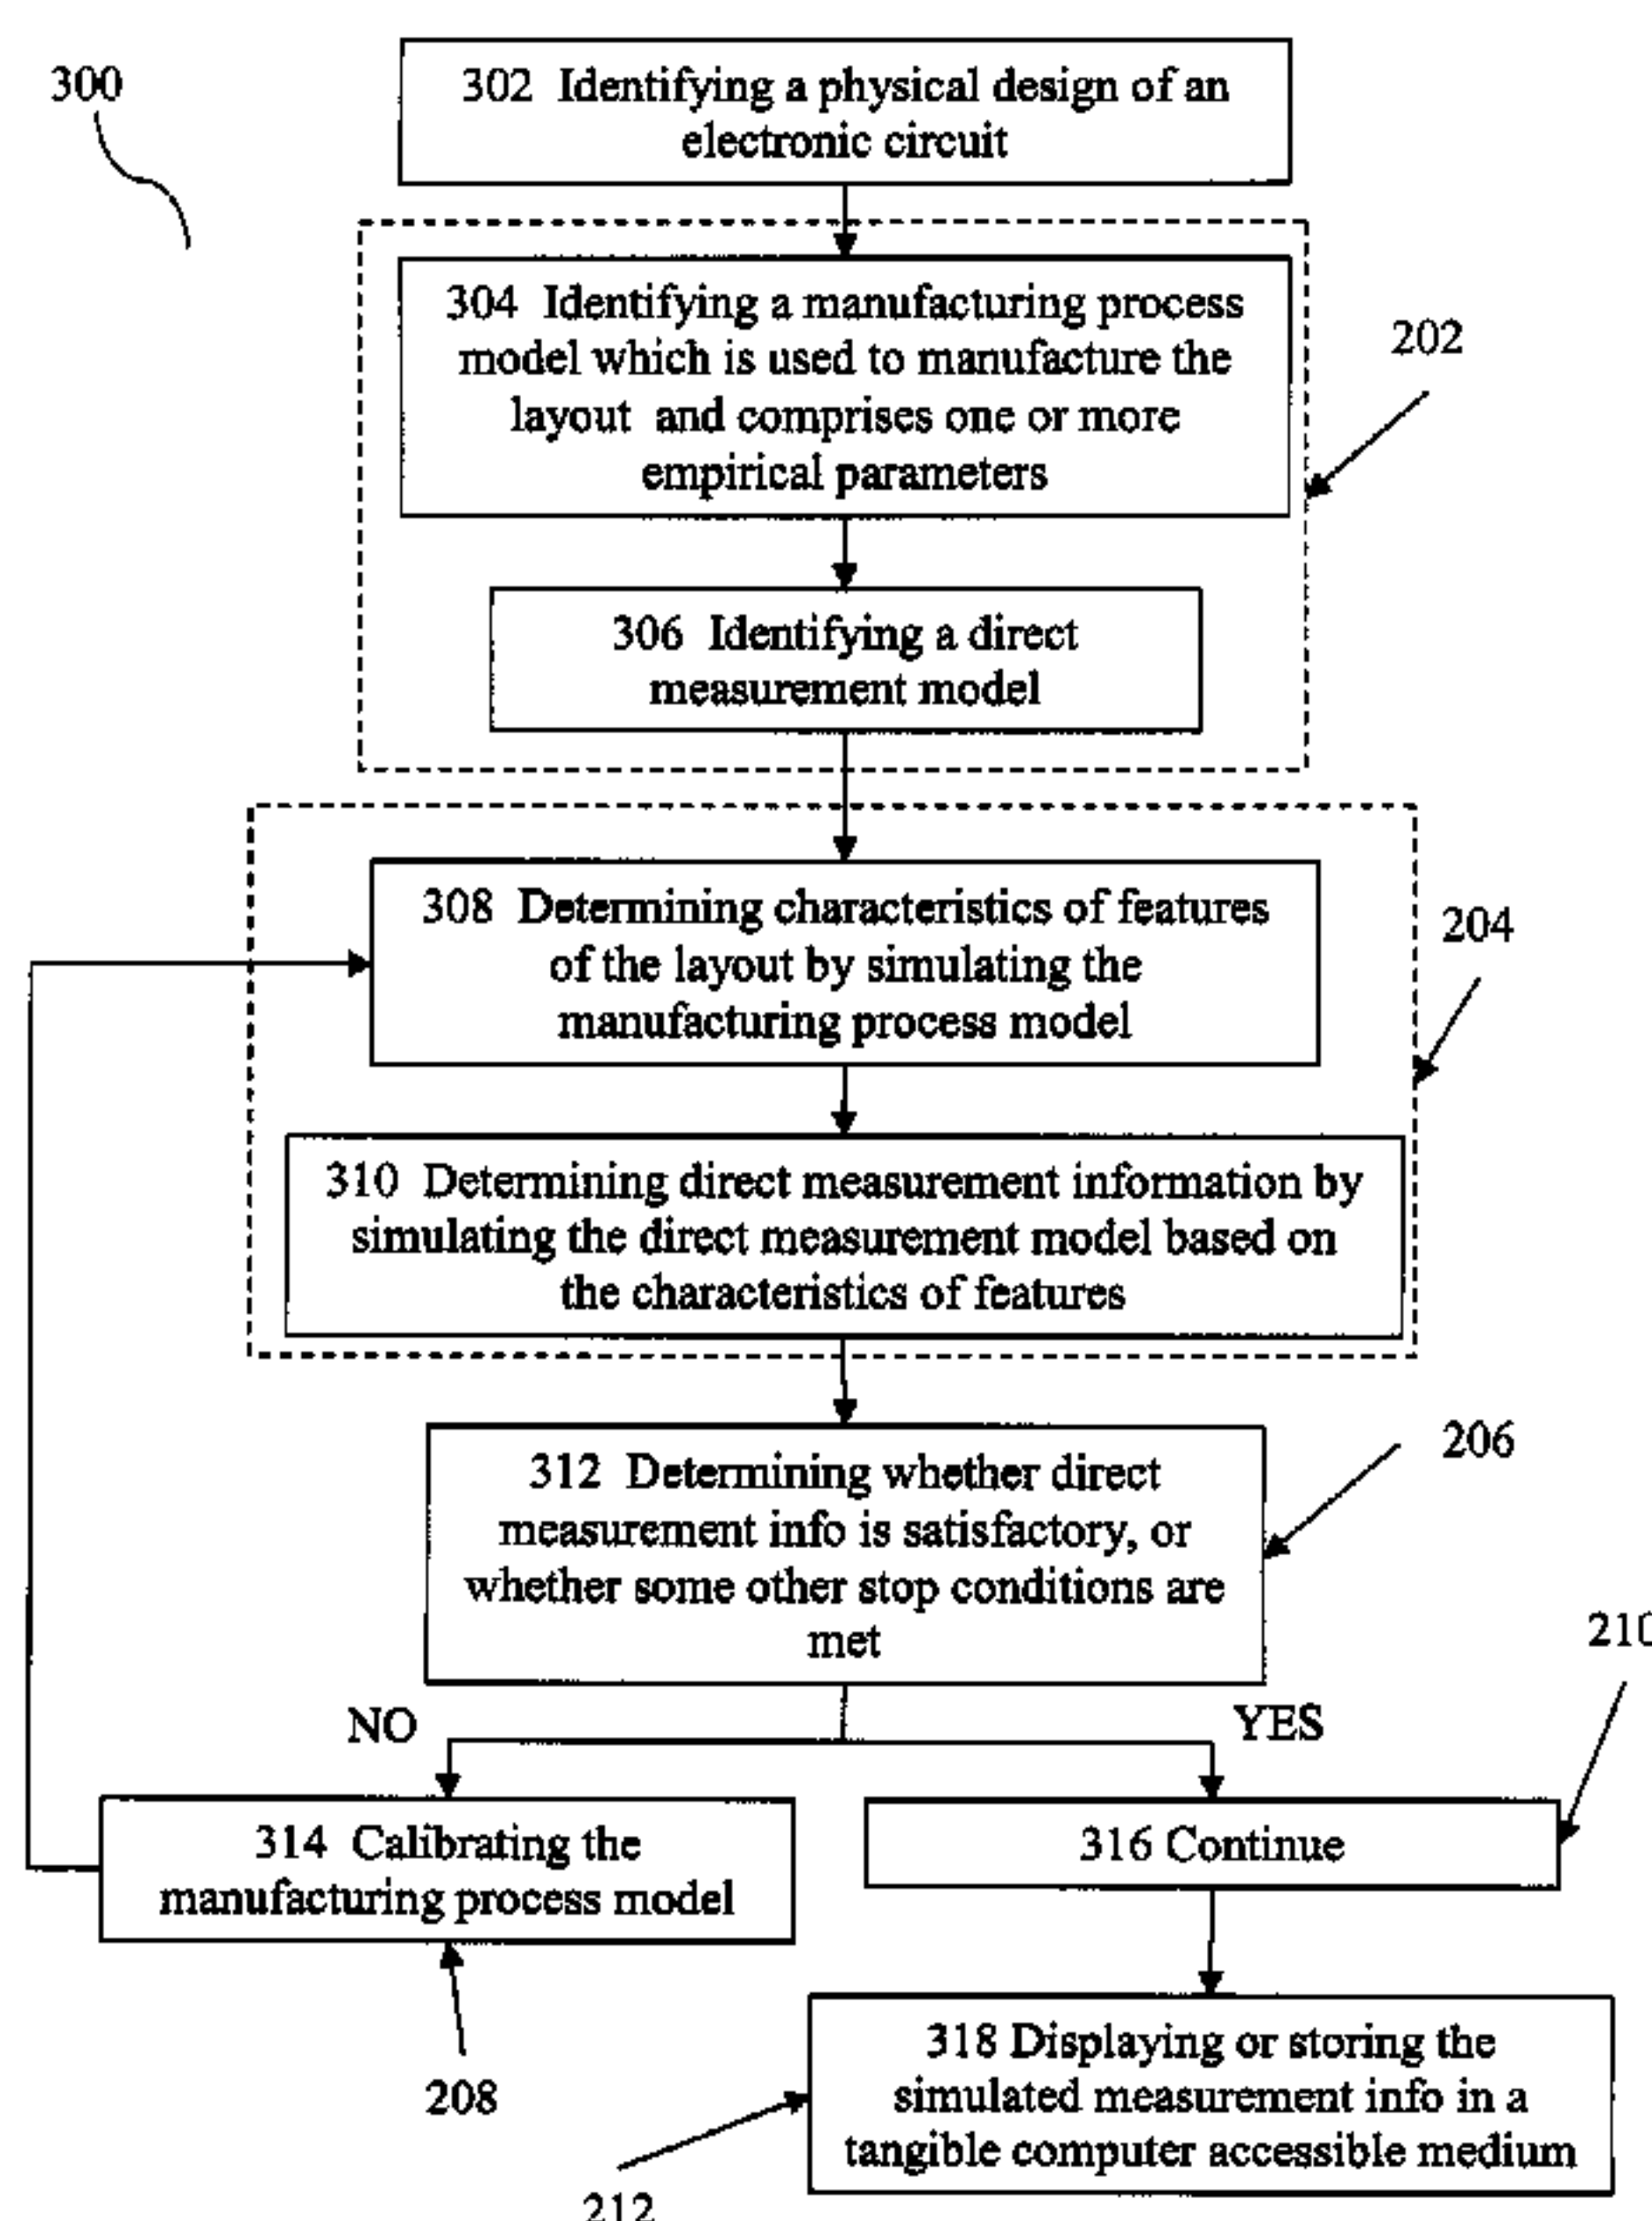 300
302 Identifying a physical design of an
electronic circuit
304 Identifying a manufacturing process
model which is used to manufacture the
layout and comprises one or more
empirical parameters
202
306 Identifying a direct
measurement model
308 Determining characteristics of features
of the layout by simulating the
manufacturing process model
204
310 Determining direct measurement information by
simulating the direct measurement model based on
the characteristics of features
312 Determining whether direct
measurement info is satisfactory, or
whether some other stop conditions are
met
206
210
NO
YES
314 Calibrating the
manufacturing process model
316 Continue
208
318 Displaying or storing the
simulated measurement info in a
tangible computer accessible medium
212